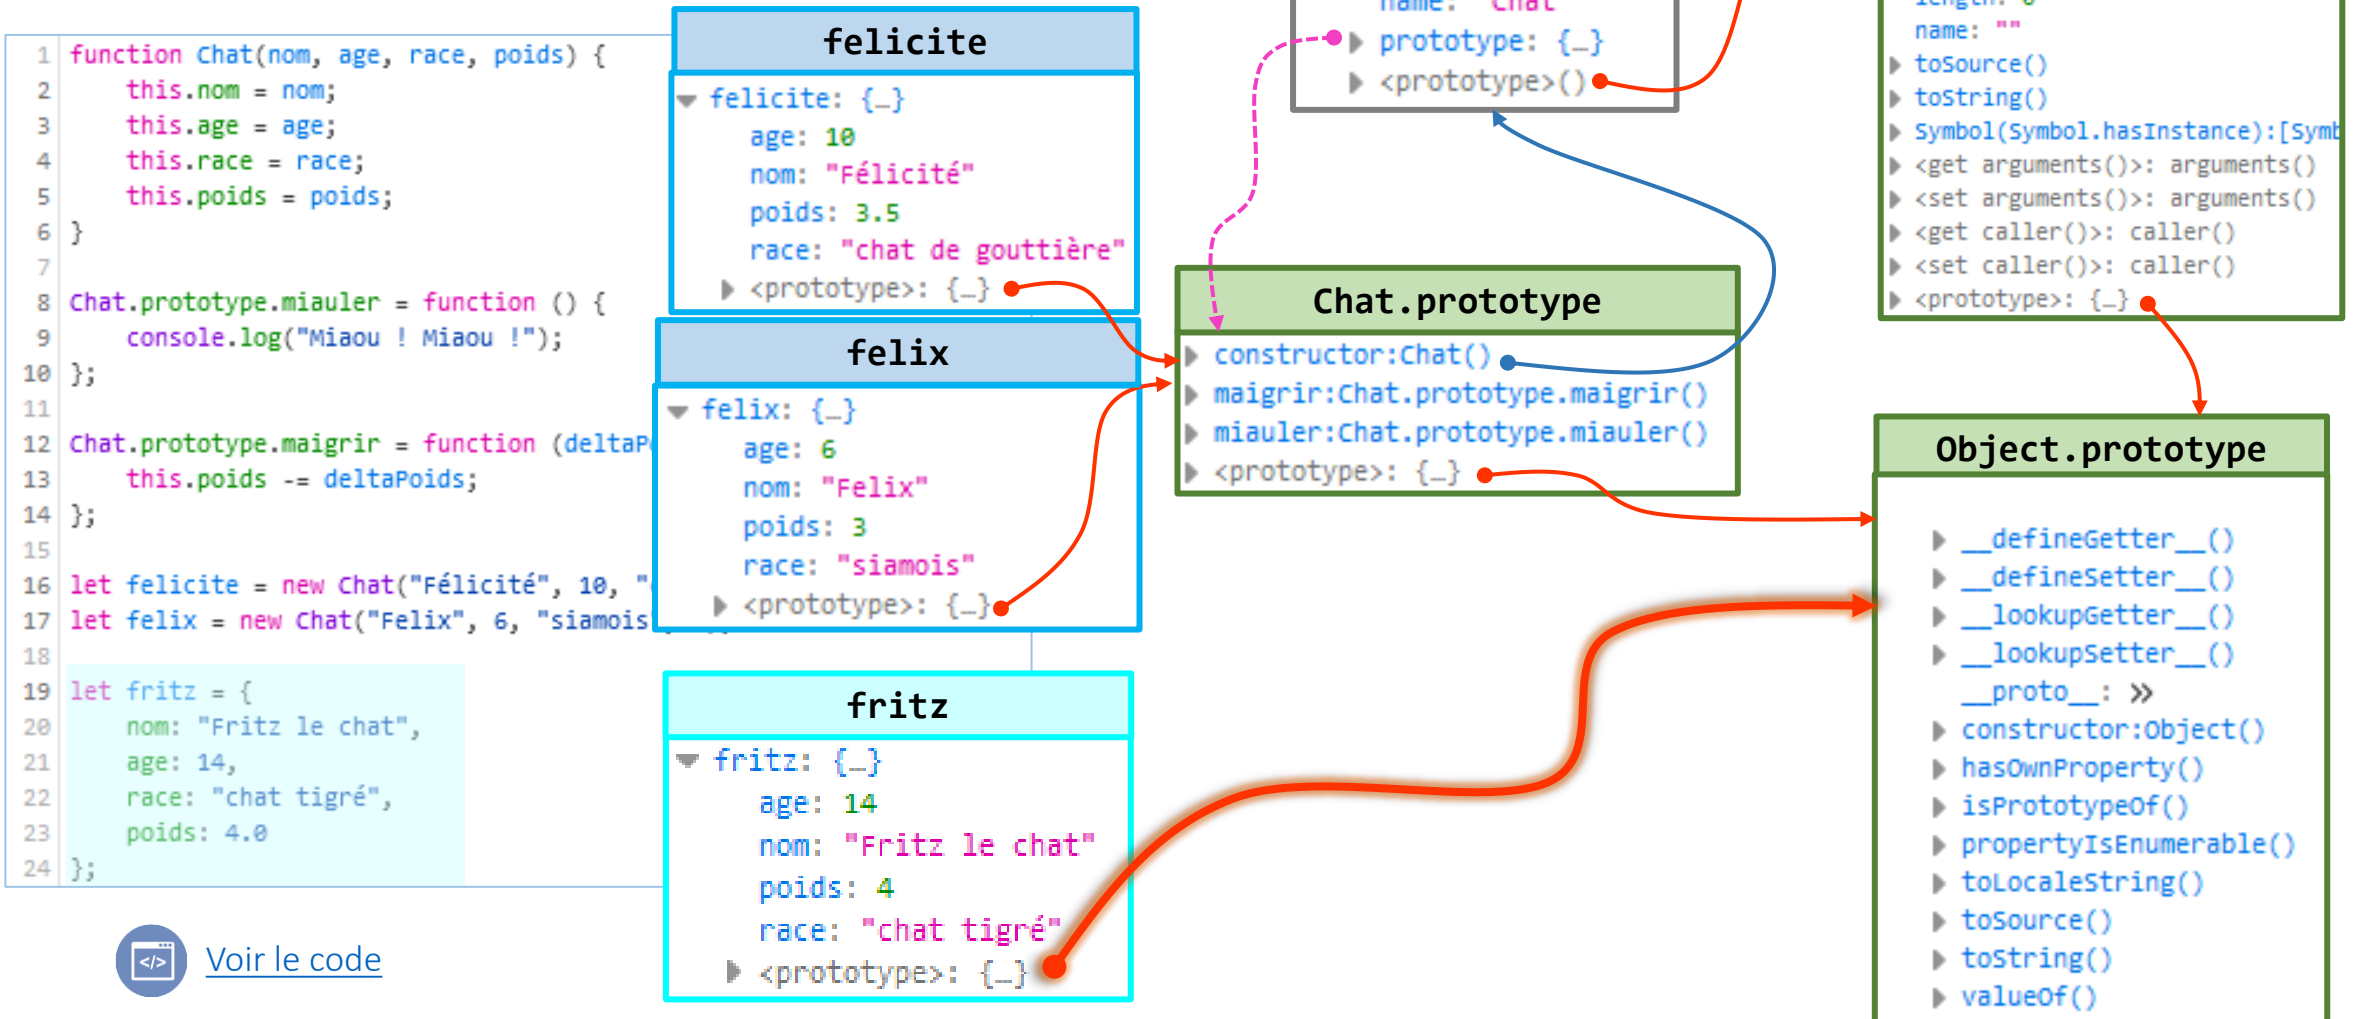 1 function Chat(nom, age, race, poids) {
2 this.nom = nom;
3 this.age = age;
4 this.race = race;
5 this.poids = poids;
6 }
7
8 Chat.prototype.miauler = function () {
9 console.log("Miaou ! Miaou !");
10 };
11
12 Chat.prototype.maigrir = function (deltaP
13 this.poids -= deltaPoids;
14 };
15
16 let felicite = new Chat("Félicité", 10, "
17 let felix = new Chat("Felix", 6, "siamois
18
19 let fritz = {
20 nom: "Fritz le chat",
21 age: 14,
22 race: "chat tigré",
23 poids: 4.0
24 };
Voir le code
felicite
felicite: {…}
age: 10
nom: "Félicité"
poids: 3.5
race: "chat de gouttière"
<prototype>: {…}
felix
felix: {…}
age: 6
nom: "Felix"
poids: 3
race: "siamois"
<prototype>: {…}
fritz
fritz: {…}
age: 14
nom: "Fritz le chat"
poids: 4
race: "chat tigré"
<prototype>: {…}
name: "Chat"
prototype: {…}
<prototype>()
Chat.prototype
constructor:Chat()
maigrir:Chat.prototype.maigrir()
miauler:Chat.prototype.miauler()
<prototype>: {…}
length: 0
name: ""
toSource()
toString()
Symbol(Symbol.hasInstance):[Symb
<get arguments()>: arguments()
<set arguments()>: arguments()
<get caller()>: caller()
<set caller()>: caller()
<prototype>: {…}
Object.prototype
__defineGetter__()
__defineSetter__()
__lookupGetter__()
__lookupSetter__()
__proto__: »
constructor:Object()
hasOwnProperty()
isPrototypeOf()
propertyIsEnumerable()
toLocaleString()
toSource()
toString()
valueOf()